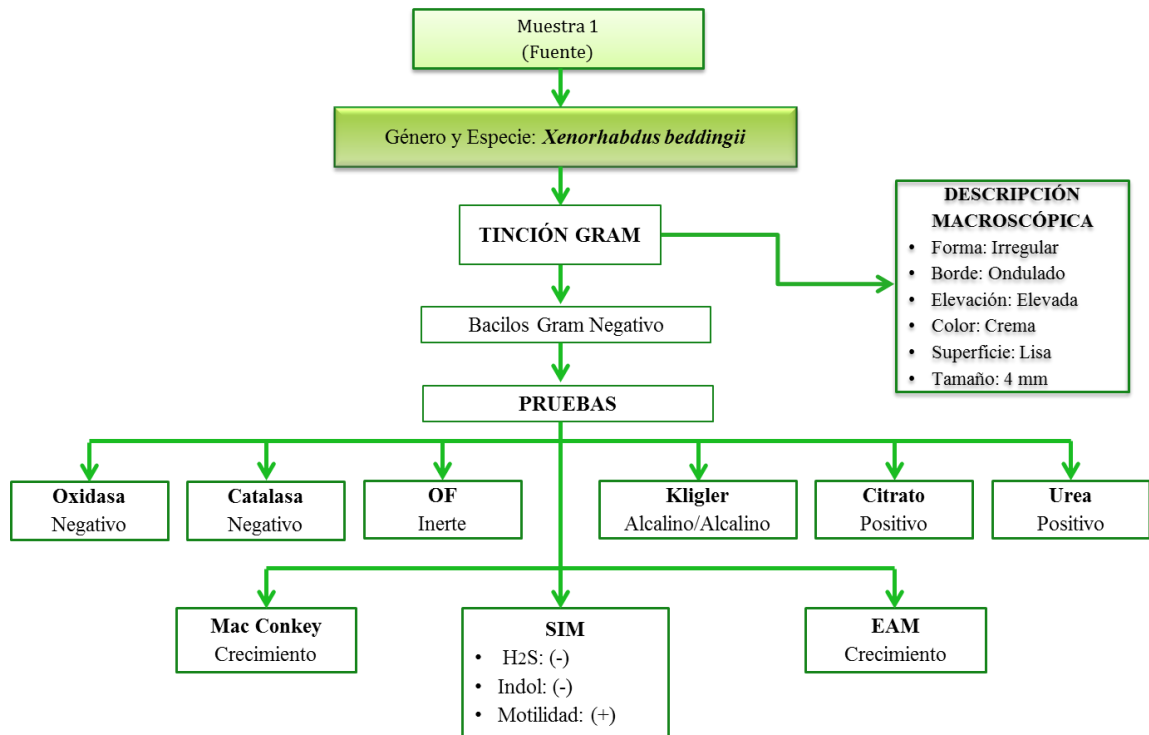 Muestra 1
(Fuente)
Género y Especie: Xenorhabdus beddingii
TINCIÓN GRAM
DESCRIPCIÓN
MACROSCÓPICA
• Forma: Irregular
• Borde: Ondulado
• Elevación: Elevada
• Color: Crema
• Superficie: Lisa
• Tamaño: 4 mm
Bacilos Gram Negativo
PRUEBAS
Oxidasa
Negativo
Catalasa
Negativo
OF
Inerte
Kligler
Alcalino/Alcalino
Citrato
Positivo
Urea
Positivo
Mac Conkey
Crecimiento
SIM
• H2S: (-)
• Indol: (-)
• Motilidad: (+)
EAM
Crecimiento